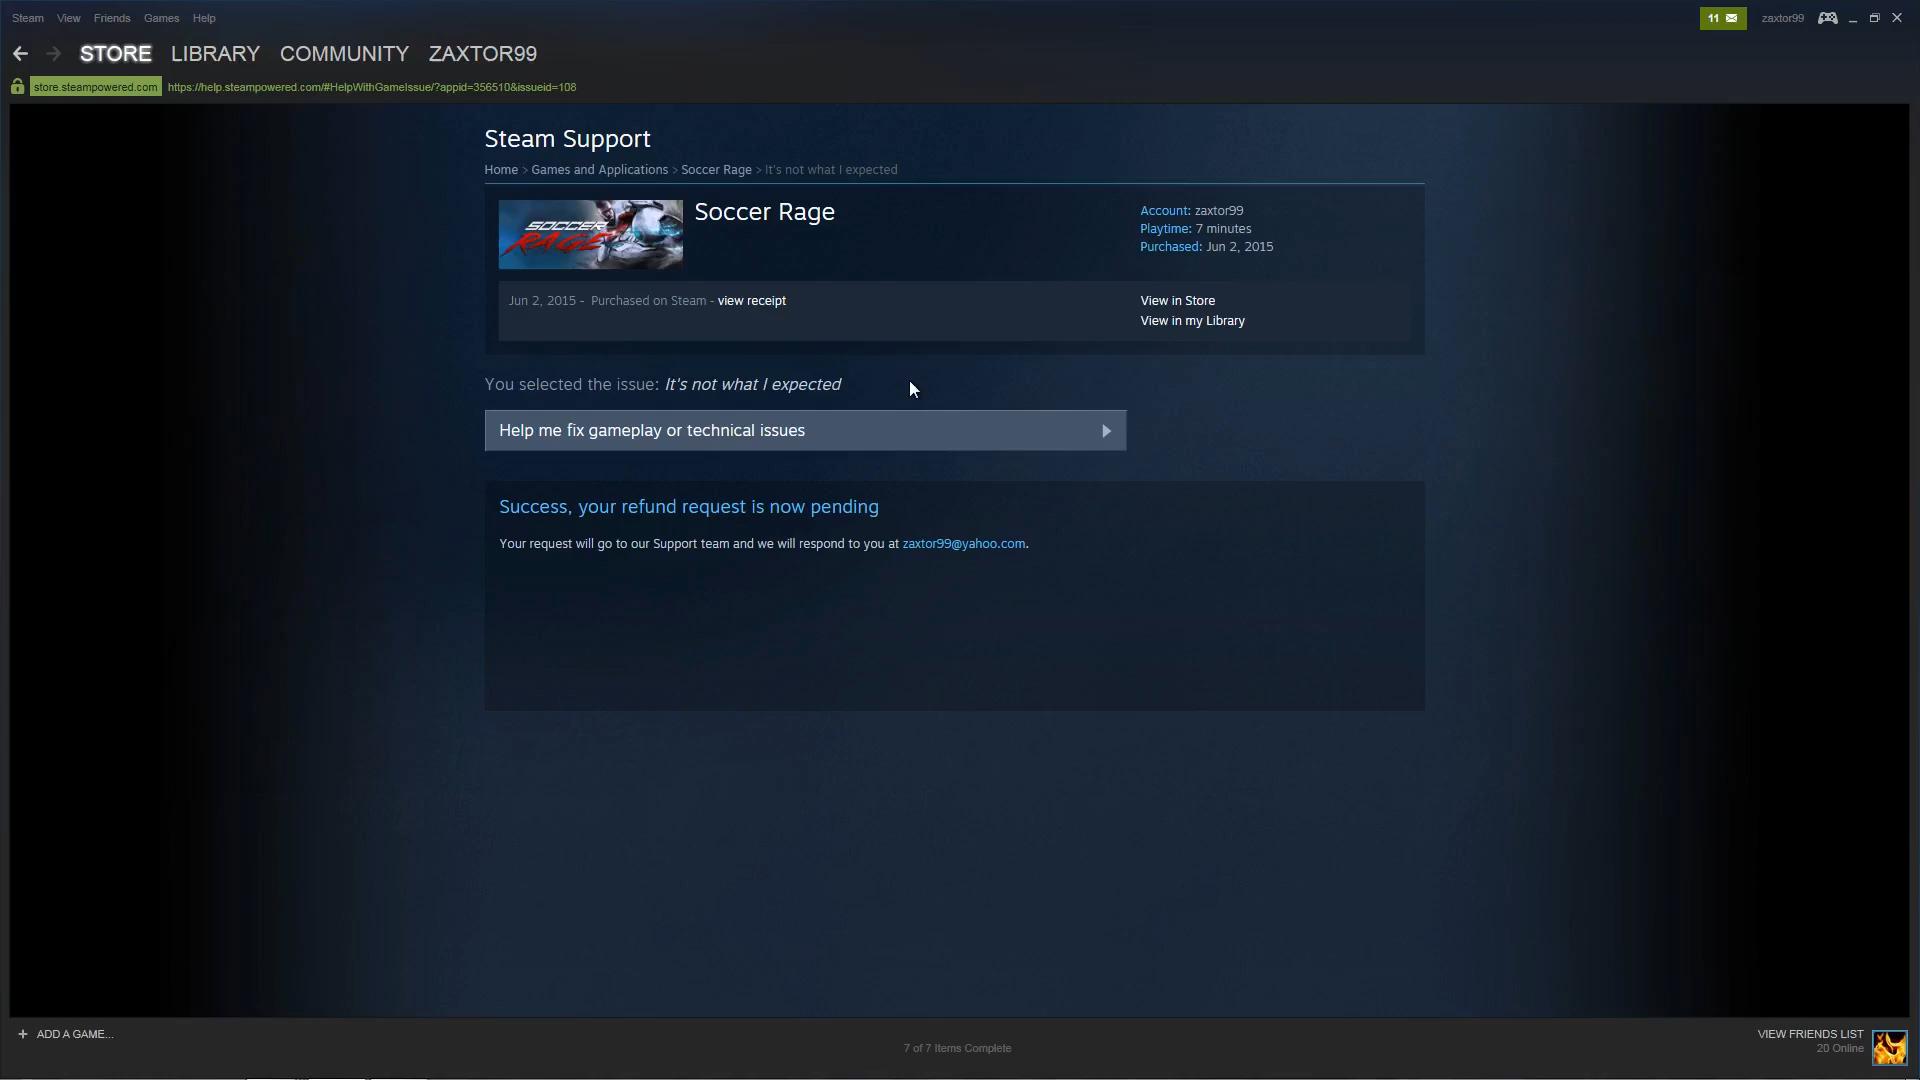 Steam View Friends Games Help
11 zaxtor99
STORE LIBRARY COMMUNITY ZAXTOR99
store.steampowered.com https://help.steampowered.com/#HelpWithGameIssue/?appid=356510&issueid=108
Steam Support
Home > Games and Applications > Soccer Rage > It's not what I expected
SOCCER
RAGE
Soccer Rage
Account: zaxtor99
Playtime: 7 minutes
Purchased: Jun 2, 2015
Jun 2, 2015 - Purchased on Steam - view receipt
View in Store
View in my Library
You selected the issue: It's not what I expected
Help me fix gameplay or technical issues
Success, your refund request is now pending
Your request will go to our Support team and we will respond to you at zaxtor99@yahoo.com.
+ ADD A GAME...
7 of 7 Items Complete
VIEW FRIENDS LIST
20 Online